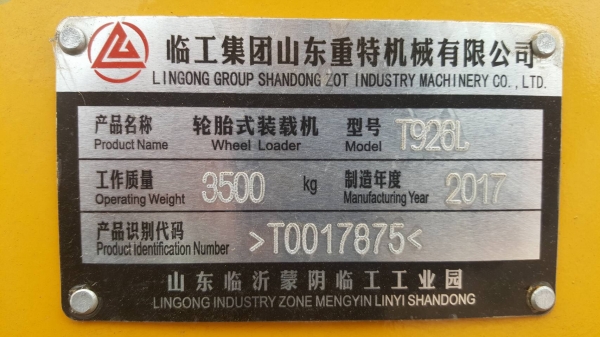 临工集团山东重特机械有限公司
LINGONG GROUP SHANDONG ZOT INDUSTRY MACHINERY CO., LTD.
产品名称 轮胎式装载机 型号 T926L
Product Name Wheel Loader Model
工作质量 3500 kg 制造年度 2017
Operating Weight Manufacturing Year
产品识别代码 >T0017875<
Product Identification Number
山东临沂蒙阴临工工业园
LINGONG INDUSTRY ZONE MENGYIN LINYI SHANDONG